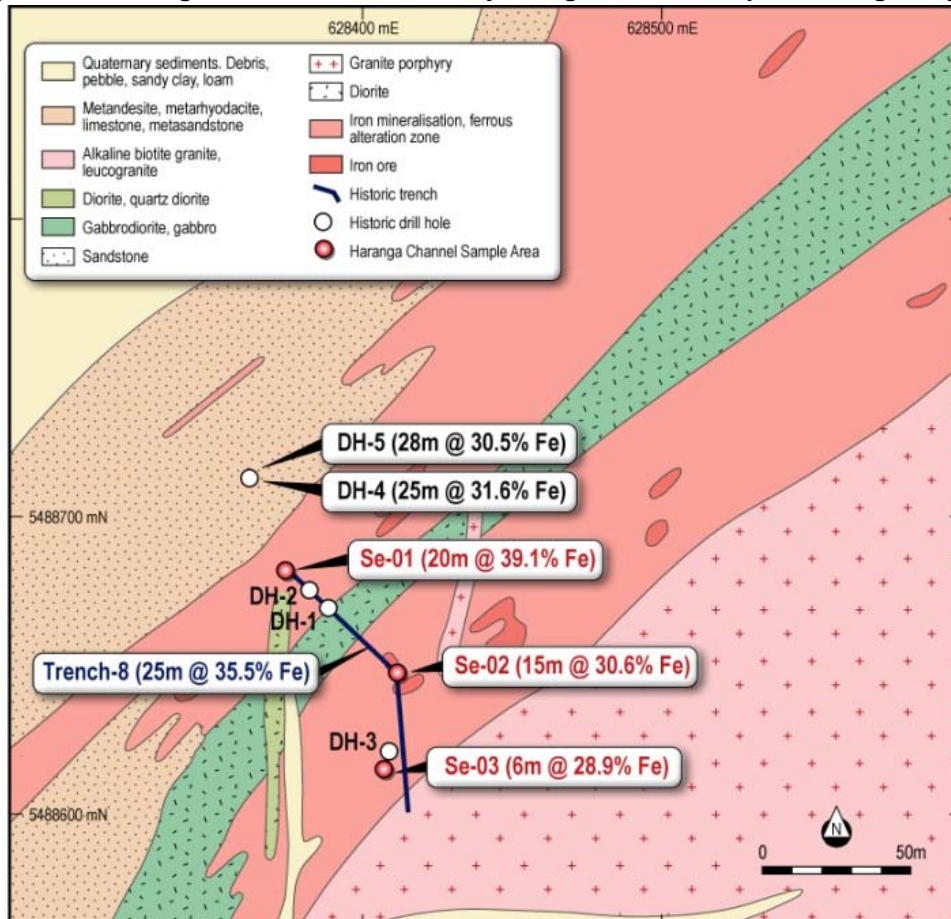 628400 mE
628500 mE
Quaternary sediments. Debris,
pebble, sandy clay, loam
Metandesite, metarhyodacite,
limestone, metasandstone
Alkaline biotite granite,
leucogranite
Diorite, quartz diorite
Gabbrodiorite, gabbro
Sandstone
Granite porphyry
Diorite
Iron mineralisation, ferrous
alteration zone
Iron ore
Historic trench
Historic drill hole
Haranga Channel Sample Area
DH-5 (28m @ 30.5% Fe)
DH-4 (25m @ 31.6% Fe)
5488700 mN
Se-01 (20m @ 39.1% Fe)
DH-2
DH-1
Trench-8 (25m @ 35.5% Fe)
Se-02 (15m @ 30.6% Fe)
DH-3
Se-03 (6m @ 28.9% Fe)
5488600 mN
N
0
50m